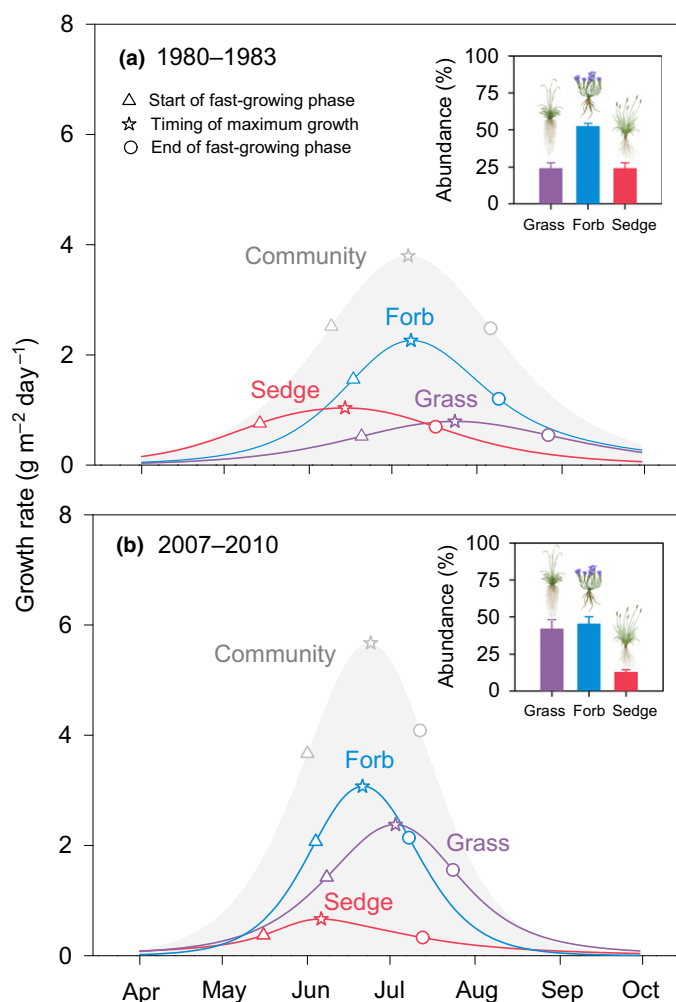 8
(a) 1980–1983
Start of fast-growing phase
Timing of maximum growth
End of fast-growing phase
100
75
50
25
0
Abundance (%)
Grass Forb Sedge
6
4
2
0
Community
Forb
Sedge
Grass
Growth rate (g m⁻² day⁻¹)
8
(b) 2007–2010
100
75
50
25
0
Abundance (%)
Grass Forb Sedge
6
4
2
0
Community
Forb
Grass
Sedge
Apr May Jun Jul Aug Sep Oct